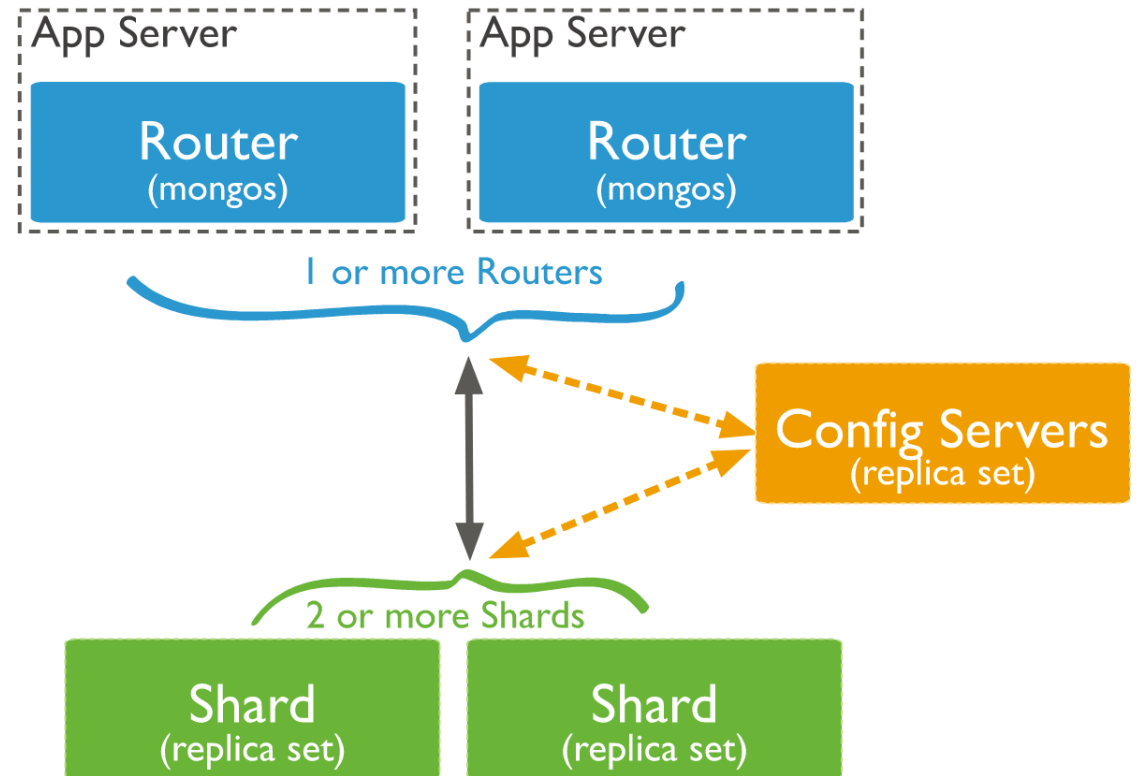 App Server
Router
(mongos)
App Server
Router
(mongos)
1 or more Routers
Config Servers
(replica set)
2 or more Shards
Shard
(replica set)
Shard
(replica set)